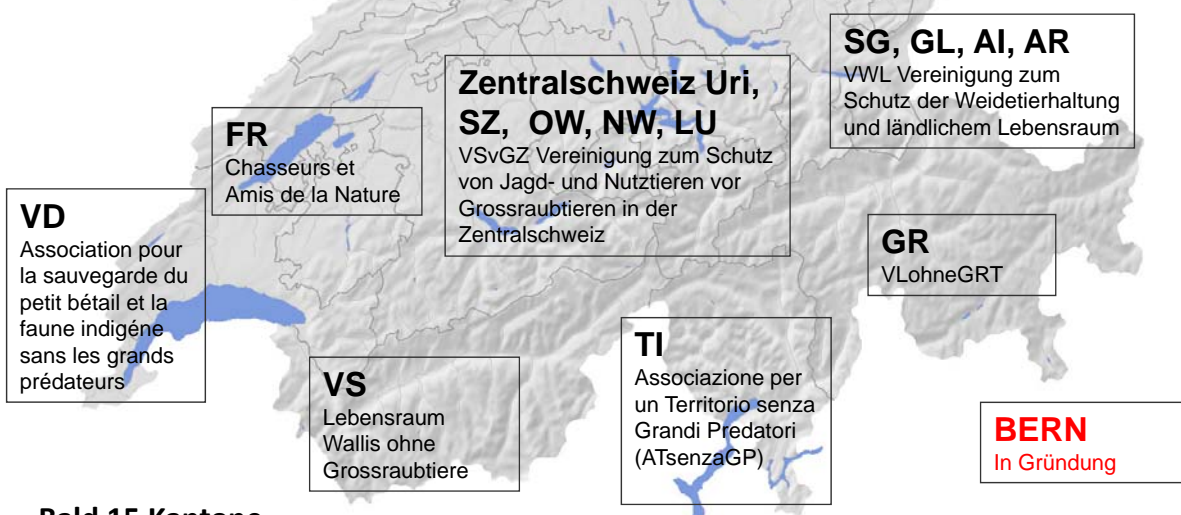 SG, GL, AI, AR
VWL Vereinigung zum
Schutz der Weidetierhaltung
und ländlichem Lebensraum
Zentralschweiz Uri,
SZ, OW, NW, LU
VSvGZ Vereinigung zum Schutz
von Jagd- und Nutztieren vor
Grossraubtieren in der
Zentralschweiz
FR
Chasseurs et
Amis de la Nature
VD
Association pour
la sauvegarde du
petit bétail et la
faune indigéne
sans les grands
prédateurs
GR
VLohneGRT
TI
Associazione per
un Territorio senza
Grandi Predatori
(ATsenzaGP)
VS
Lebensraum
Wallis ohne
Grossraubtiere
BERN
In Gründung
Bald 15 Kantone